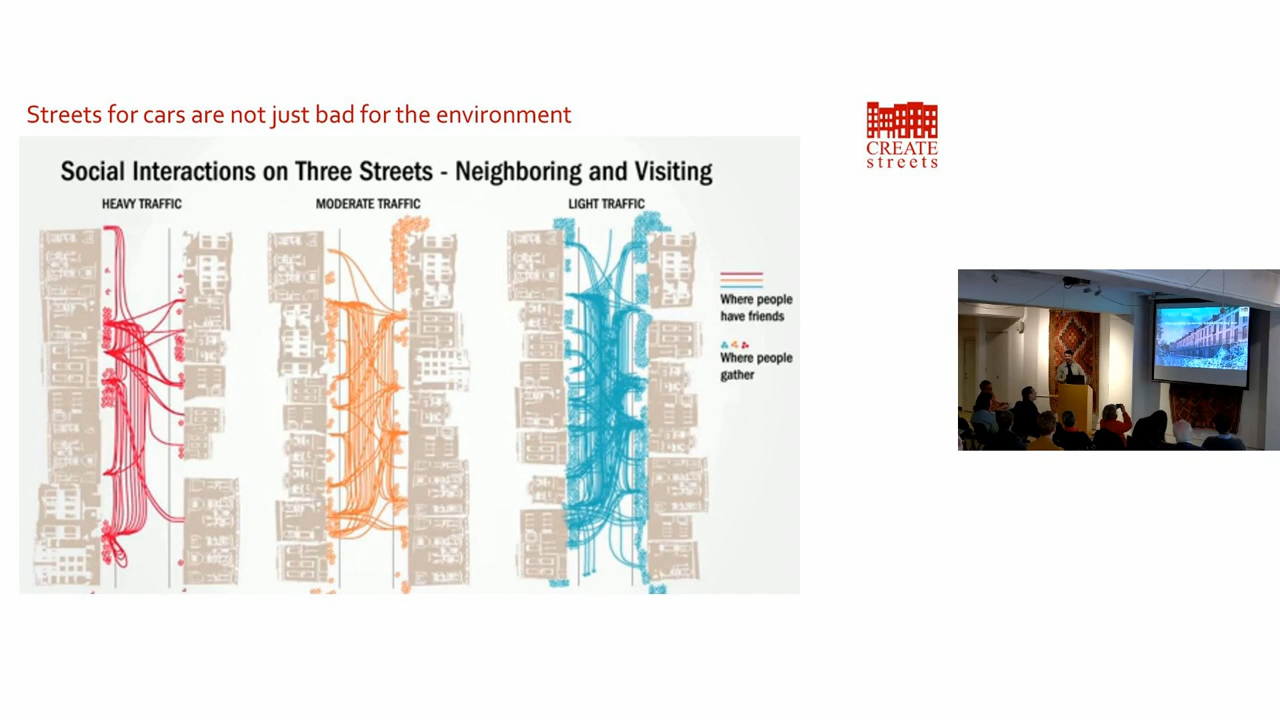 Streets for cars are not just bad for the environment
CREATE
streets
Social Interactions on Three Streets - Neighboring and Visiting
HEAVY TRAFFIC
MODERATE TRAFFIC
LIGHT TRAFFIC
Where people
have friends
Where people
gather